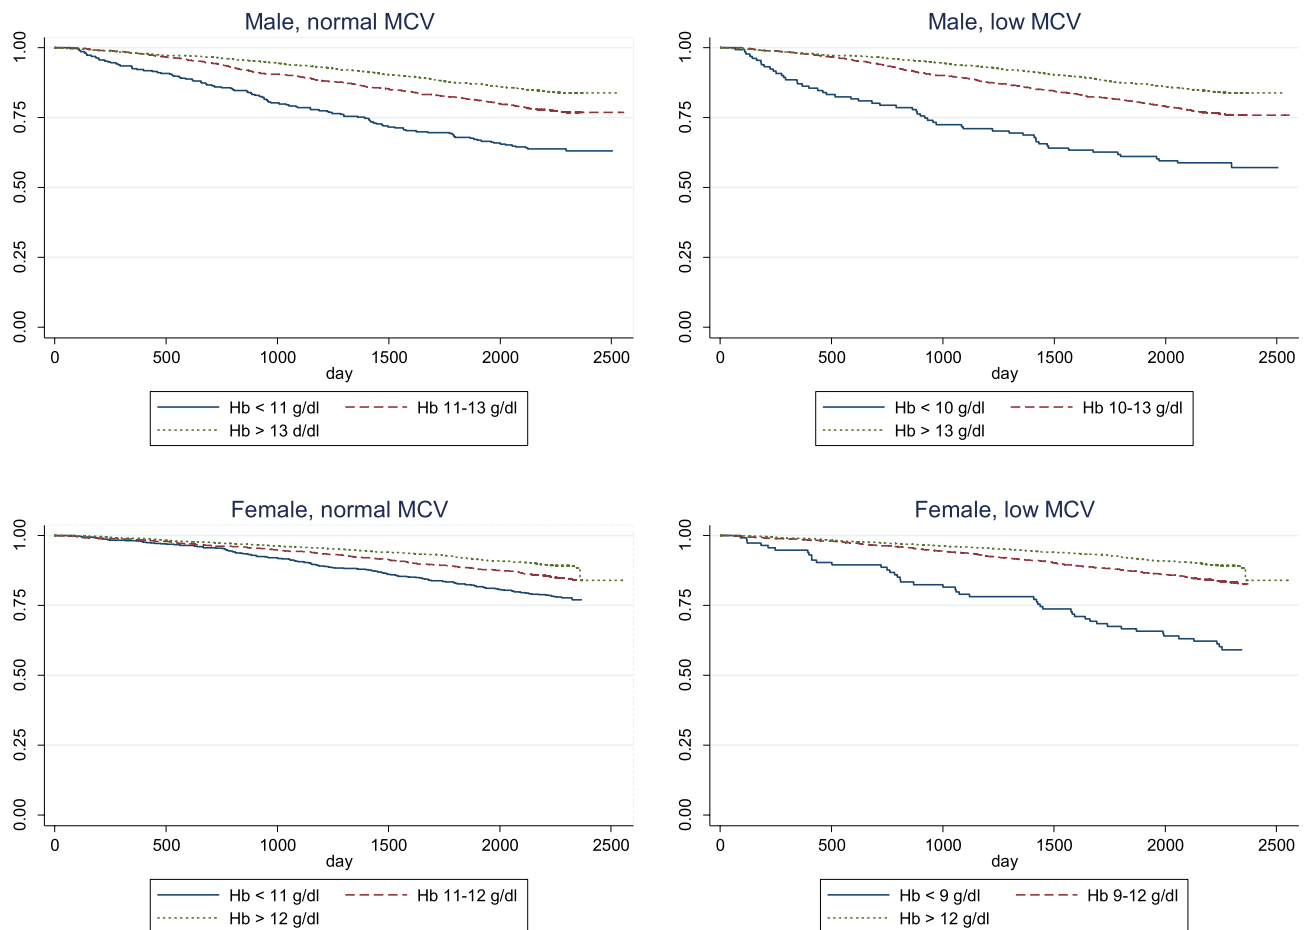 Male, normal MCV
1.00
0.75
0.50
0.25
0.00
0 500 1000 1500 2000 2500
day
Hb < 11 g/dl Hb 11-13 g/dl
Hb > 13 d/dl
Male, low MCV
1.00
0.75
0.50
0.25
0.00
0 500 1000 1500 2000 2500
day
Hb < 10 g/dl Hb 10-13 g/dl
Hb > 13 g/dl
Female, normal MCV
1.00
0.75
0.50
0.25
0.00
0 500 1000 1500 2000 2500
day
Hb < 11 g/dl Hb 11-12 g/dl
Hb > 12 g/dl
Female, low MCV
1.00
0.75
0.50
0.25
0.00
0 500 1000 1500 2000 2500
day
Hb < 9 g/dl Hb 9-12 g/dl
Hb > 12 g/dl